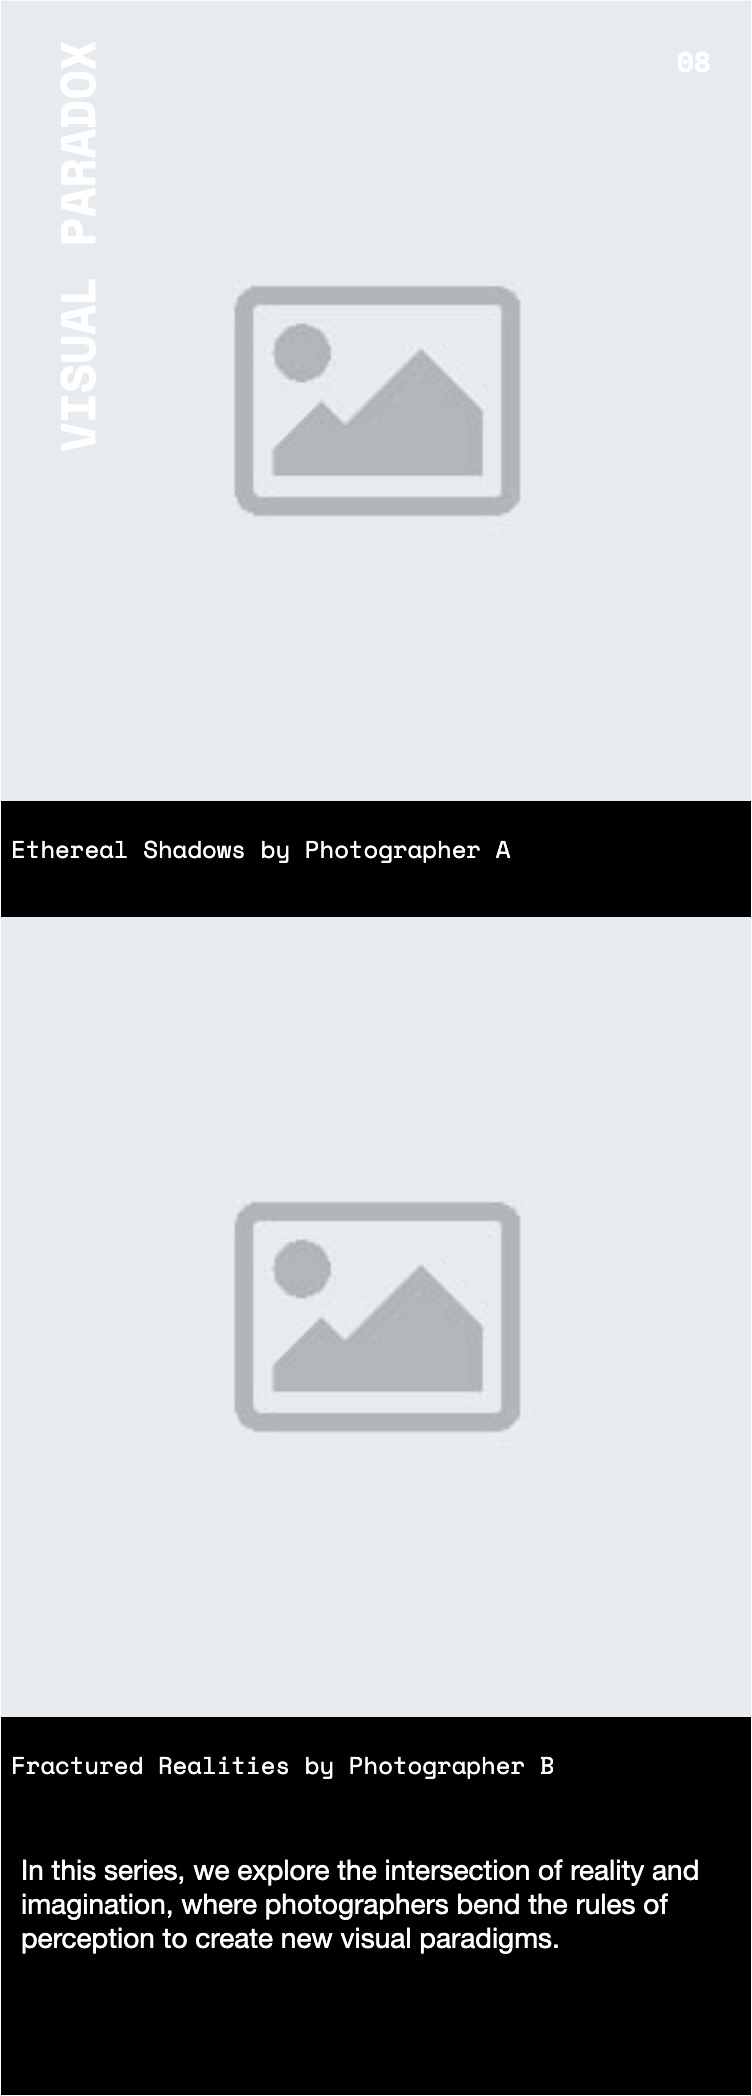 VISUAL PARADOX
08
Ethereal Shadows by Photographer A
Fractured Realities by Photographer B
In this series, we explore the intersection of reality and
imagination, where photographers bend the rules of
perception to create new visual paradigms.